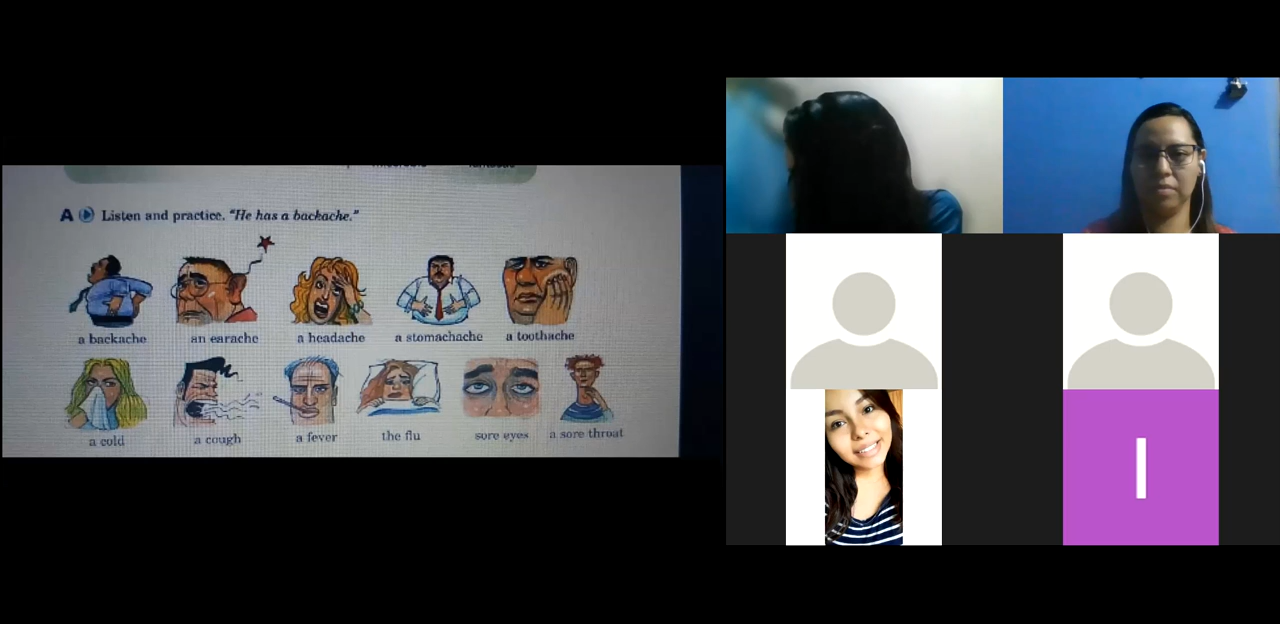 A Listen and practice. "He has a backache."
a backache an earache a headache a stomachache a toothache
a cold a cough a fever the flu sore eyes a sore throat
I